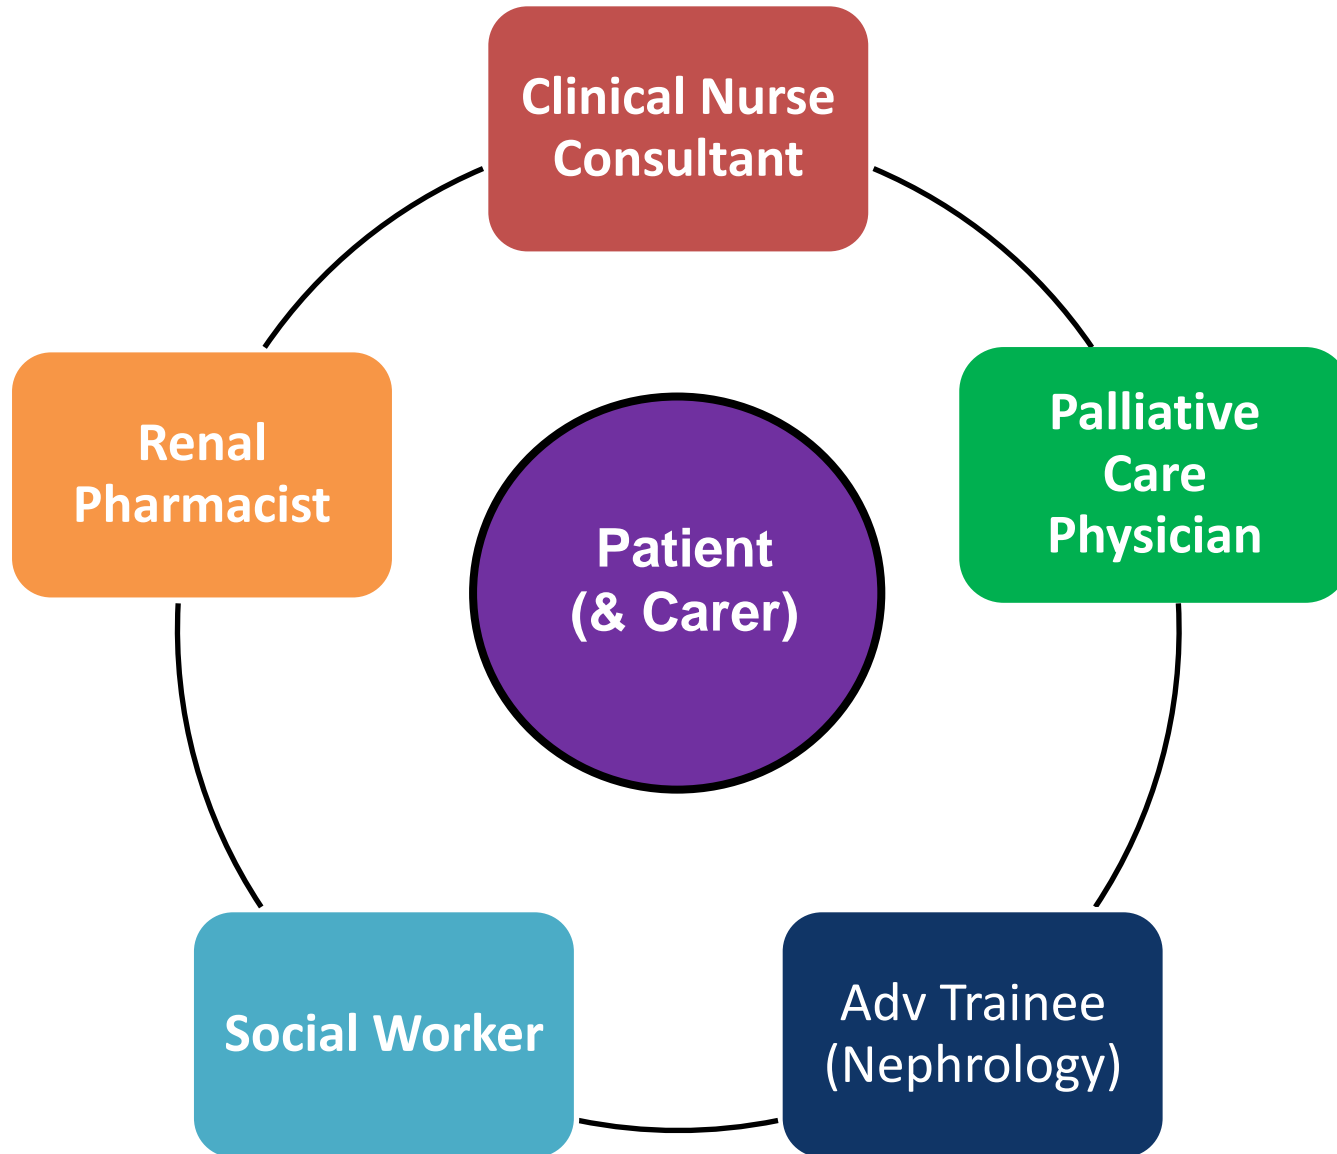 Clinical Nurse
Consultant
Renal
Pharmacist
Palliative
Care
Physician
Patient
(& Carer)
Social Worker
Adv Trainee
(Nephrology)